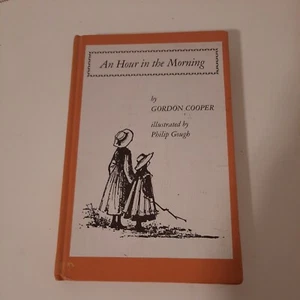 An Hour in the Morning
by
GORDON COOPER
illustrated by
Philip Gough